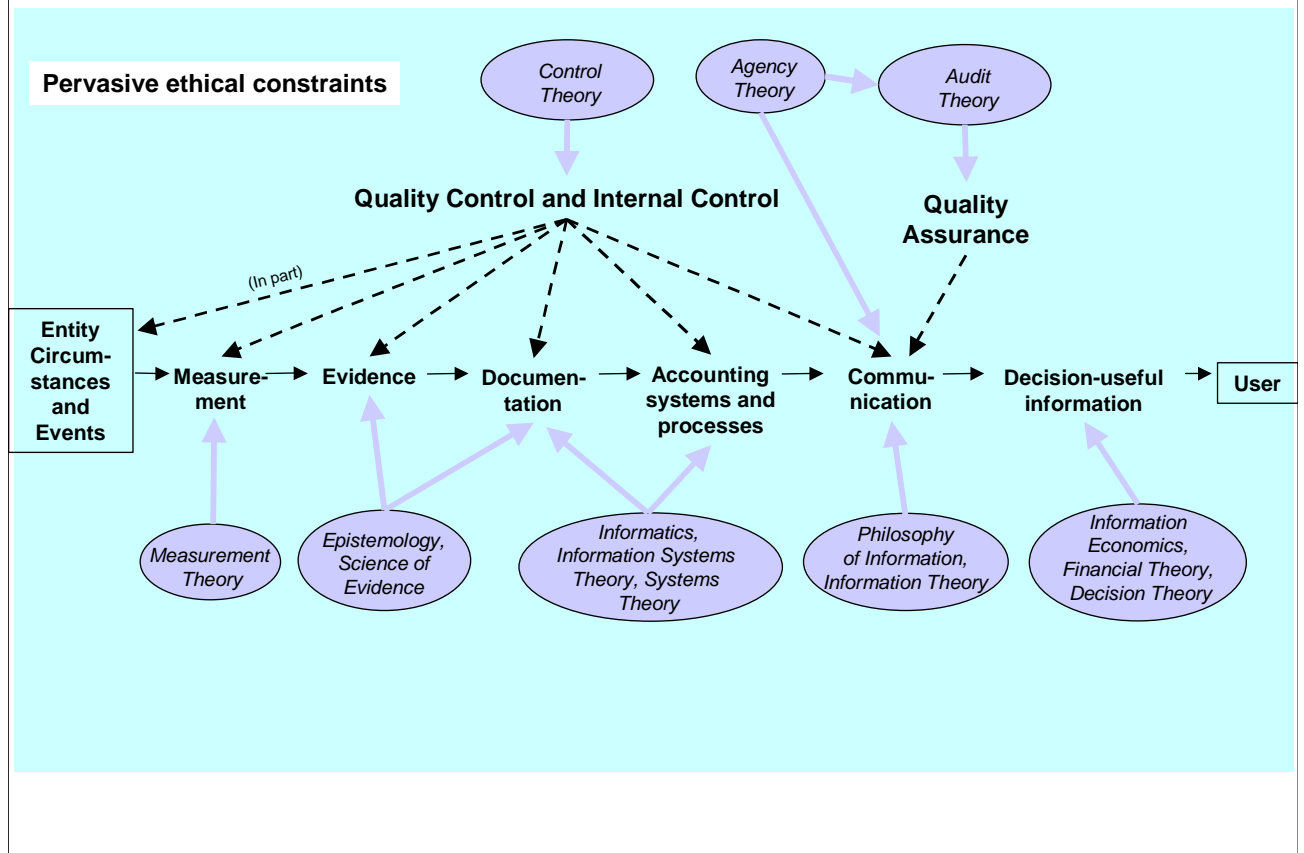 Pervasive ethical constraints
Control
Theory
Agency
Theory
Audit
Theory
Quality Control and Internal Control
Quality
Assurance
(In part)
Entity
Circum-
stances
and
Events
Measure-
ment
Evidence
Documen-
tation
Accounting
systems and
processes
Commu-
nication
Decision-useful
information
User
Measurement
Theory
Epistemology,
Science of
Evidence
Informatics,
Information Systems
Theory, Systems
Theory
Philosophy
of Information,
Information Theory
Information
Economics,
Financial Theory,
Decision Theory